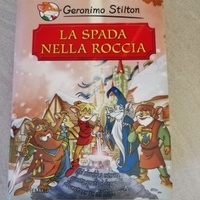 Geronimo Stilton
LA SPADA
NELLA ROCCIA